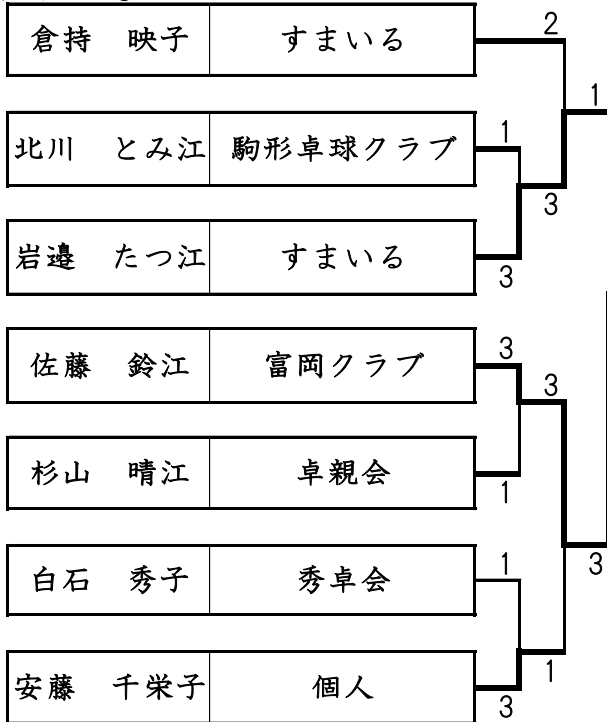 倉持 映子 すまいる 2
1
北川 とみ江 駒形卓球クラブ 1
3
岩邉 たつ江 すまいる 3
佐藤 鈴江 富岡クラブ 3
3
杉山 晴江 卓親会 1
3
白石 秀子 秀卓会 1
1
安藤 千栄子 個人 3